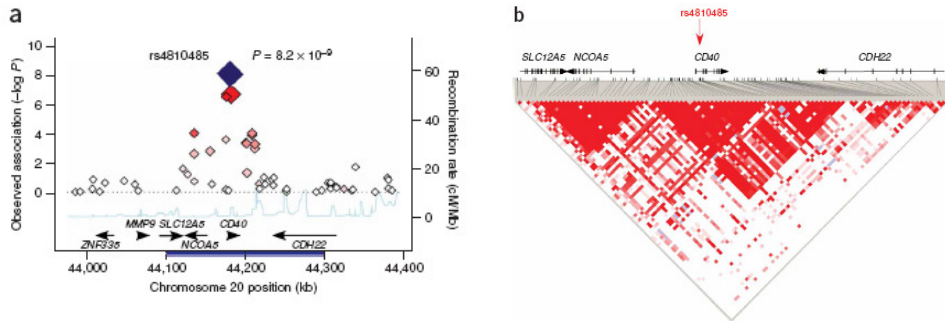 a
rs4810485
P = 8.2 × 10–9
Observed association (–log P)
10
8
6
4
2
0
Recombination rate (cM/Mb)
60
40
20
0
MMP9 SLC12A5 CD40
ZNF335 NCOA5 CDH22
44,000 44,100 44,200 44,300 44,400
Chromosome 20 position (kb)
b
rs4810485
SLC12A5 NCOA5 CD40 CDH22